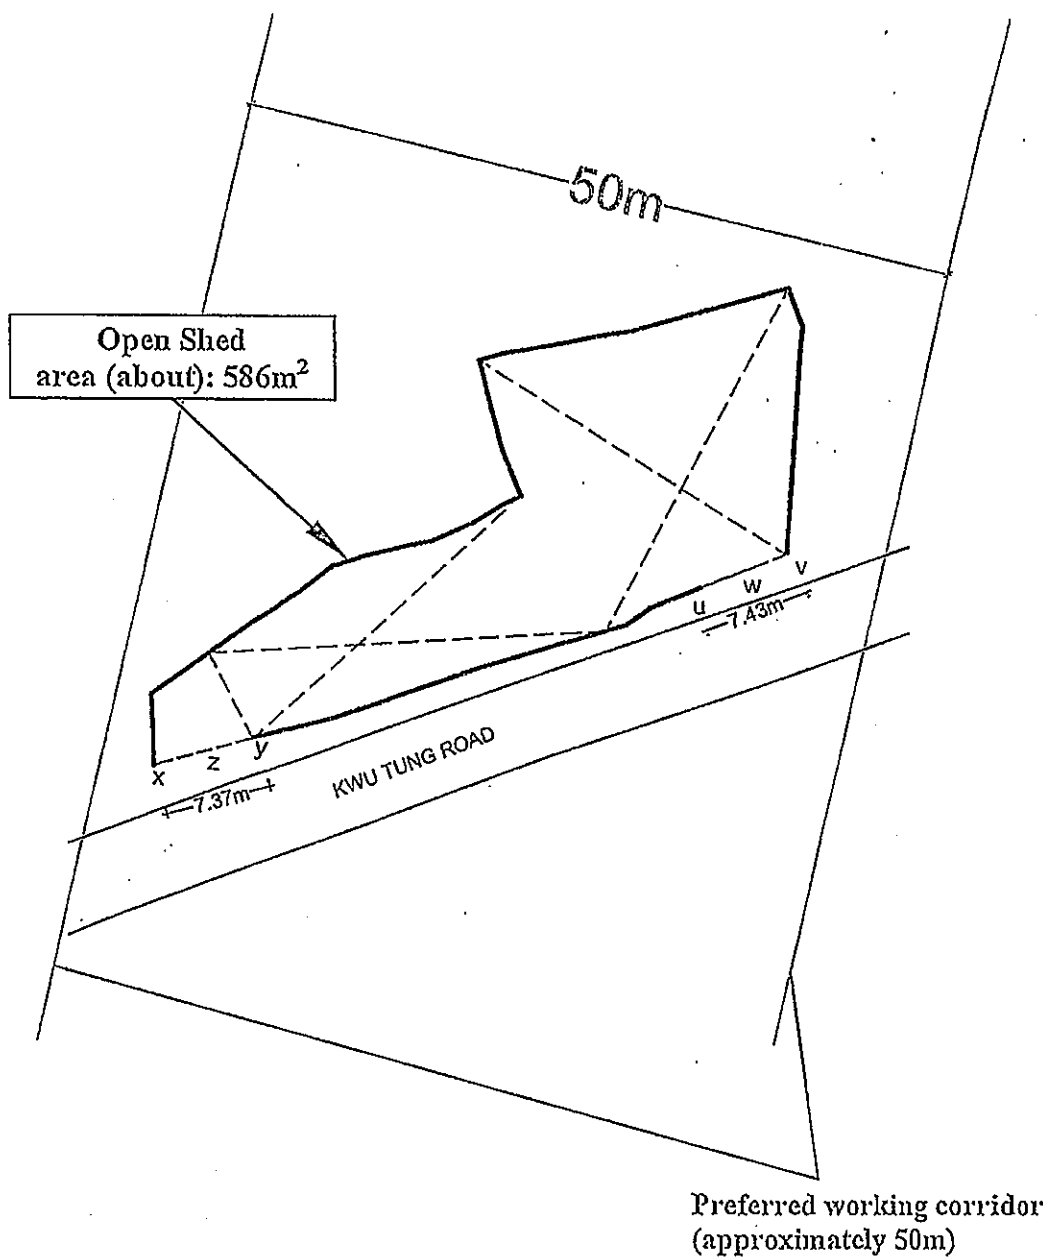 50m
Open Shed
area (about): 586m²
v
w
u
7.43m
y
z
x
7.37m
KWU TUNG ROAD
Preferred working corridor
(approximately 50m)